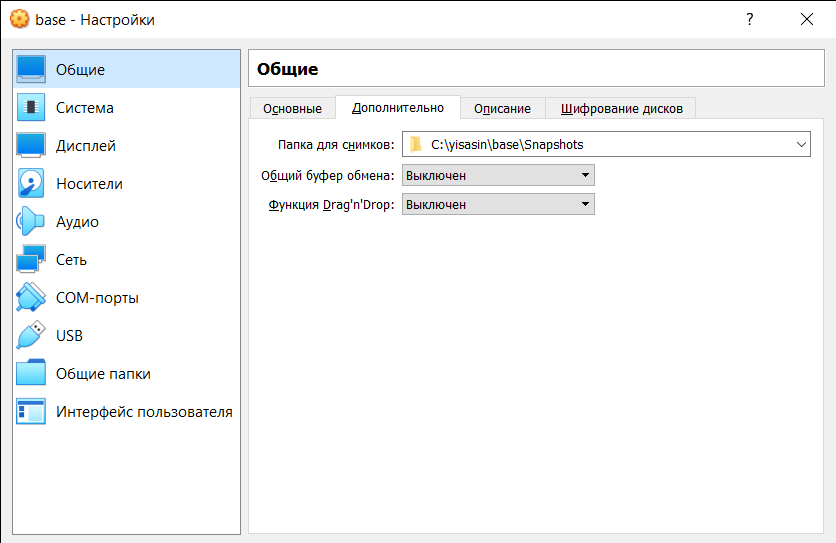 base - Настройки
?
Общие
Система
Дисплей
Носители
Аудио
Сеть
COM-порты
USB
Общие папки
Интерфейс пользователя
Общие
Основные
Дополнительно
Описание
Шифрование дисков
Папка для снимков: C:\yisasin\base\Snapshots
Общий буфер обмена: Выключен
Функция Drag'n'Drop: Выключен